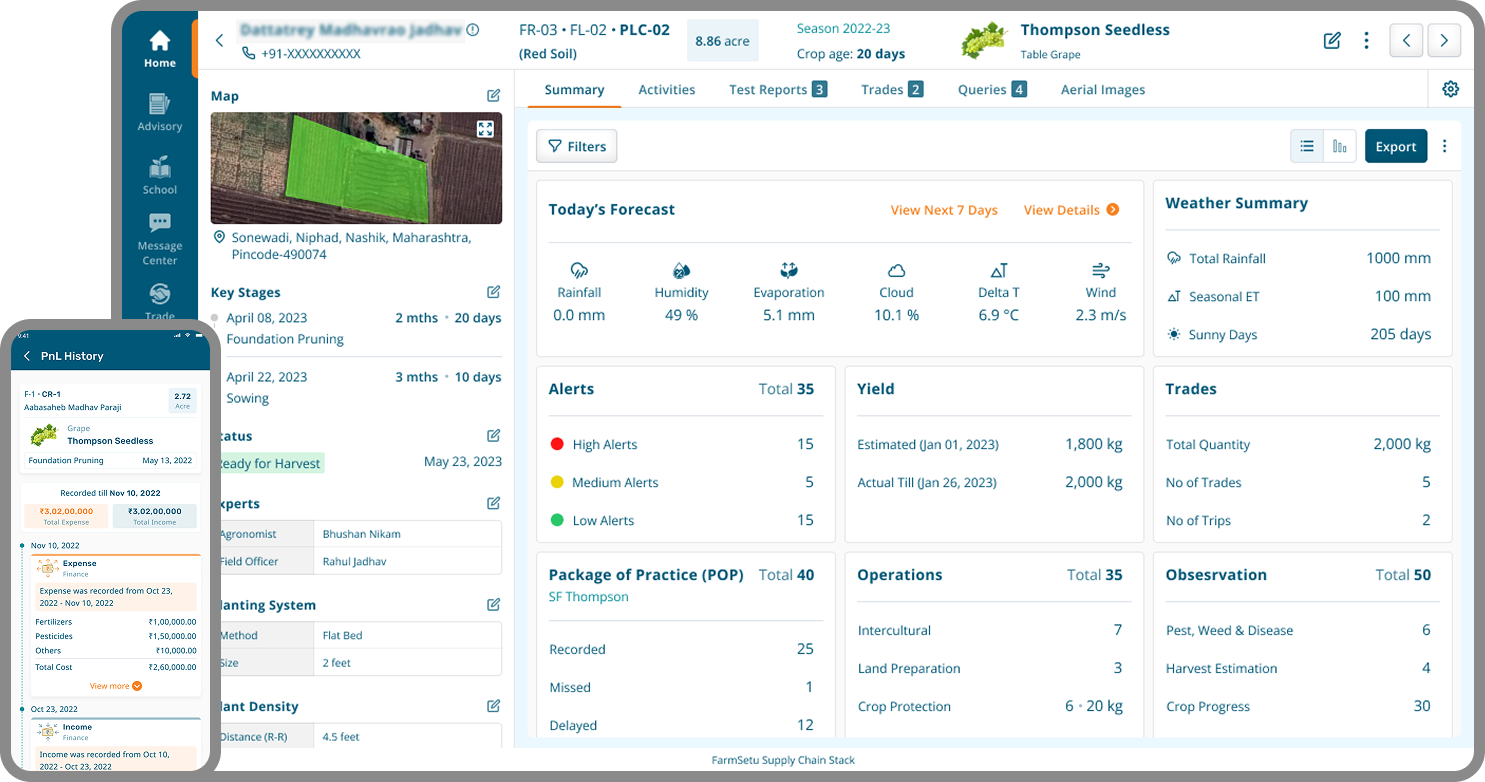 Home
Advisory
School
Message
Center
Trade
+91-XXXXXXXXXX
FR-03 • FL-02 • PLC-02
(Red Soil)
8.86 acre
Season 2022-23
Crop age: 20 days
Thompson Seedless
Table Grape
Map
Sonewadi, Niphad, Nashik, Maharashtra,
Pincode-490074
Key Stages
April 08, 2023 2 mths • 20 days
Foundation Pruning
April 22, 2023 3 mths • 10 days
Sowing
tatus
Ready for Harvest May 23, 2023
xperts
Agronomist Bhushan Nikam
Field Officer Rahul Jadhav
lanting System
Method Flat Bed
Size 2 feet
lant Density
Distance (R-R) 4.5 feet
Summary Activities Test Reports 3 Trades 2 Queries 4 Aerial Images
Filters Export
Today's Forecast View Next 7 Days View Details
Rainfall Humidity Evaporation Cloud Delta T Wind
0.0 mm 49 % 5.1 mm 10.1 % 6.9 °C 2.3 m/s
Weather Summary
Total Rainfall 1000 mm
Seasonal ET 100 mm
Sunny Days 205 days
Alerts Total 35
High Alerts 15
Medium Alerts 5
Low Alerts 15
Yield
Estimated (Jan 01, 2023) 1,800 kg
Actual Till (Jan 26, 2023) 2,000 kg
Trades
Total Quantity 2,000 kg
No of Trades 5
No of Trips 2
Package of Practice (POP) Total 40
SF Thompson
Recorded 25
Missed 1
Delayed 12
Operations Total 35
Intercultural 7
Land Preparation 3
Crop Protection 6 • 20 kg
Obsesrvation Total 50
Pest, Weed & Disease 6
Harvest Estimation 4
Crop Progress 30
FarmSetu Supply Chain Stack
9:41
PnL History
F-1 • CR-1
Aabasaheb Madhav Paraji
2.72
Acre
Grape
Thompson Seedless
Foundation Pruning May 13, 2022
Recorded till Nov 10, 2022
₹3,02,00,000 ₹3,02,00,000
Total Expense Total Income
Nov 10, 2022
Expense
Finance
Expense was recorded from Oct 23,
2022 - Nov 10, 2022
Fertilizers ₹1,00,000.00
Pesticides ₹1,50,000.00
Others ₹10,000.00
Total Cost ₹2,60,000.00
View more
Oct 23, 2022
Income
Finance
Income was recorded from Oct 10,
2022 - Oct 23, 2022